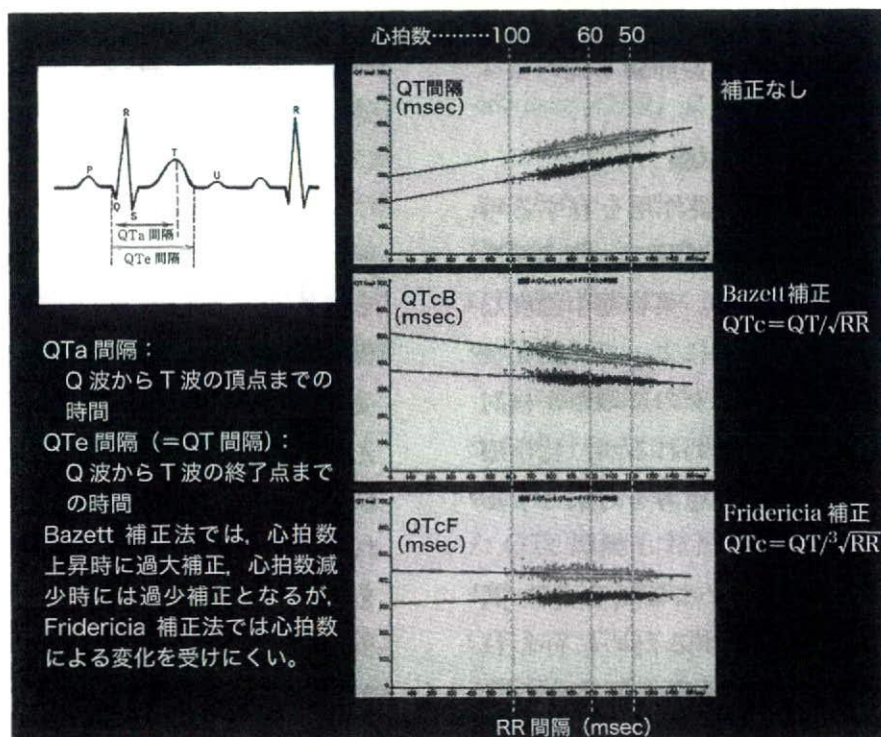 心拍数………100 60 50
P
R
Q
S
T
U
R
QTa 間隔
QTe 間隔
QT間隔
(msec)
補正なし
QTcB
(msec)
Bazett補正
QTc＝QT/√RR
QTcF
(msec)
Fridericia 補正
QTc＝QT/³√RR
RR 間隔 (msec)
QTa 間隔：
Q 波から T 波の頂点までの
時間
QTe 間隔（＝QT 間隔）：
Q 波から T 波の終了点まで
の時間
Bazett 補正法では，心拍数
上昇時に過大補正，心拍数減
少時には過少補正となるが，
Fridericia 補正法では心拍数
による変化を受けにくい。